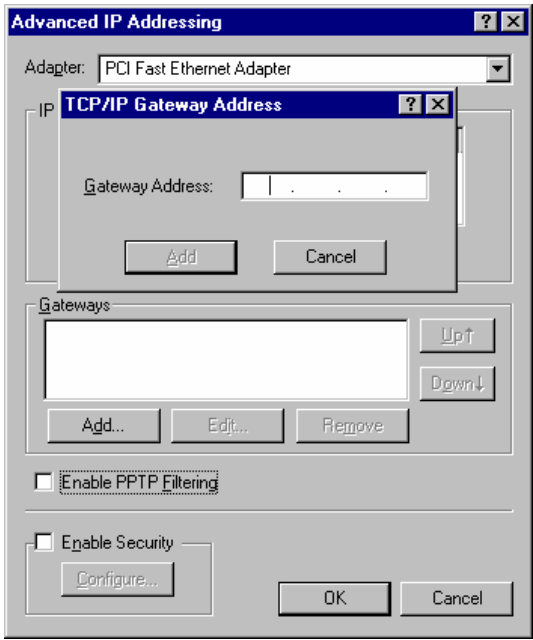 Advanced IP Addressing
Adapter: PCI Fast Ethernet Adapter
IP
TCP/IP Gateway Address
Gateway Address: . . .
Add Cancel
Gateways
Up↑
Down↓
Add... Edit... Remove
Enable PPTP Filtering
Enable Security
Configure...
OK Cancel